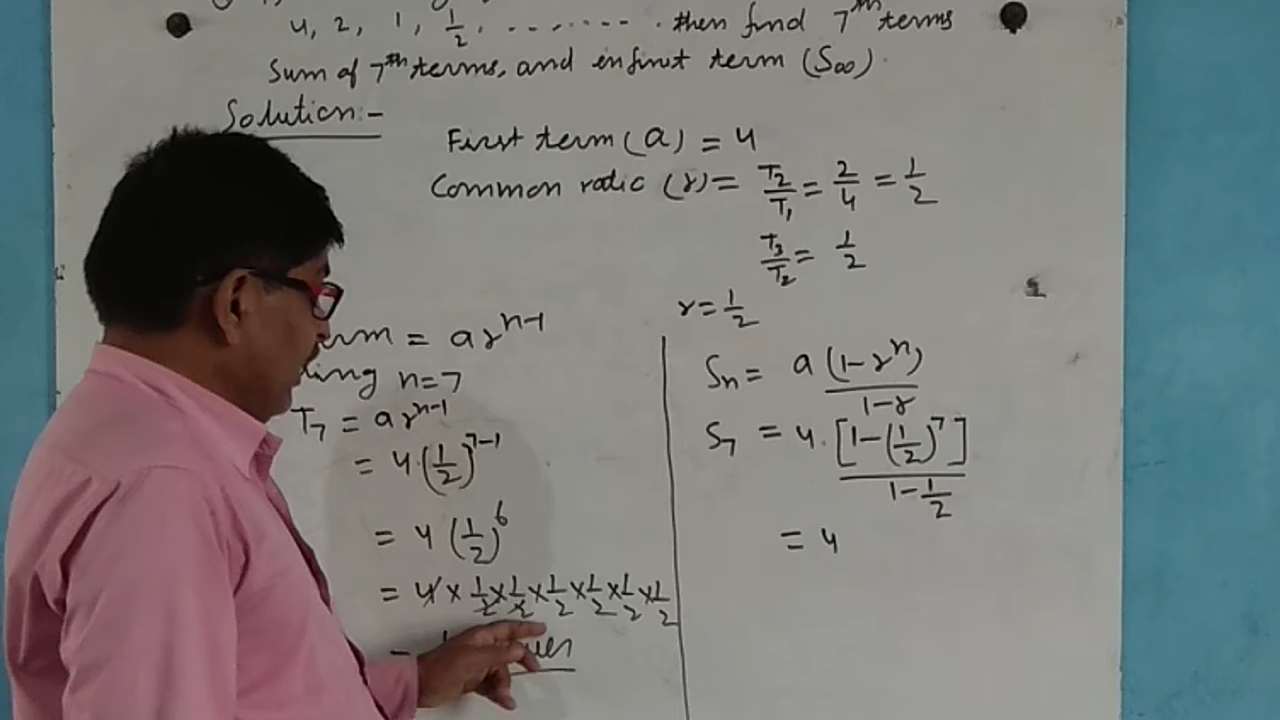 4, 2, 1, 1/2, ........... then find 7th terms
Sum of 7th terms, and infinit term (S∞).
Solution:-
First term (a) = 4
Common ratio (r) = T2/T1 = 2/4 = 1/2
T3/T2 = 1/2
r = 1/2
rm = ar^(n-1)
ting n=7
T7 = ar^(n-1)
= 4·(1/2)^(7-1)
= 4 (1/2)^6
= 4 × 1/2 × 1/2 × 1/2 × 1/2 × 1/2 × 1/2
=
Sn = a (1-r^n) / 1-r
S7 = 4·[1-(1/2)^7] / 1-1/2
= 4